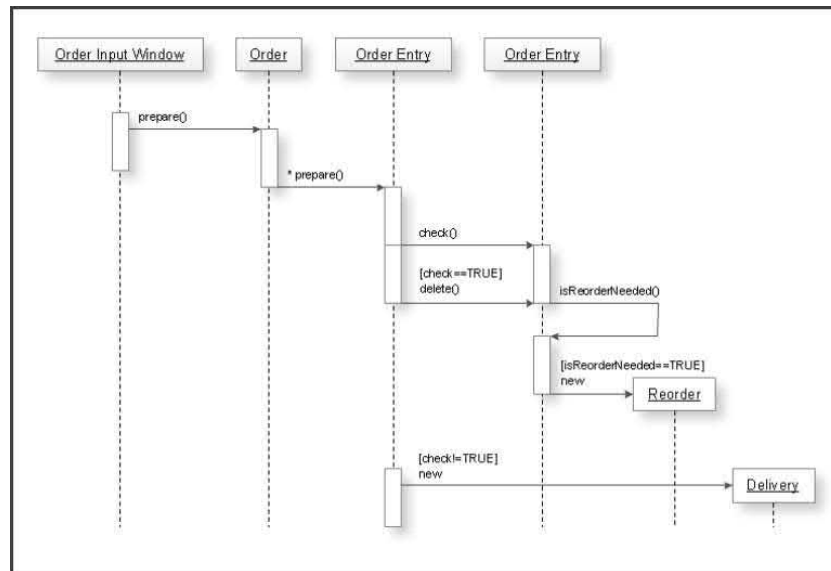 Order Input Window
Order
Order Entry
Order Entry
prepare()
* prepare()
check()
[check==TRUE]
delete()
isReorderNeeded()
[isReorderNeeded==TRUE]
new
Reorder
[check!=TRUE]
new
Delivery